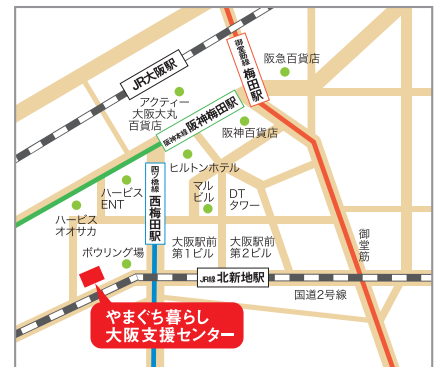 JR大阪駅
御堂筋線
梅田駅
阪急百貨店
アクティー
大阪大丸
百貨店
阪神本線 阪神梅田駅
阪神百貨店
ヒルトンホテル
四ツ橋線
西梅田駅
ハービス
ENT
マル
ビル
DT
タワー
ハービス
オオサカ
大阪駅前
第1ビル
大阪駅前
第2ビル
御堂筋
ボウリング場
JR線 北新地駅
国道2号線
やまぐち暮らし
大阪支援センター